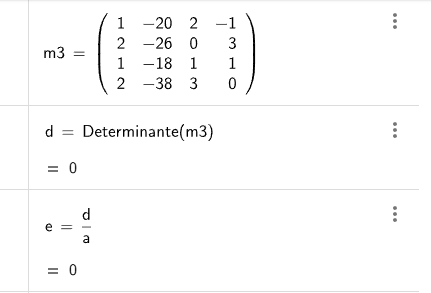 m3 = ( 1 −20 2 −1
2 −26 0 3
1 −18 1 1
2 −38 3 0 )
d = Determinante(m3)
= 0
e = d/a
= 0